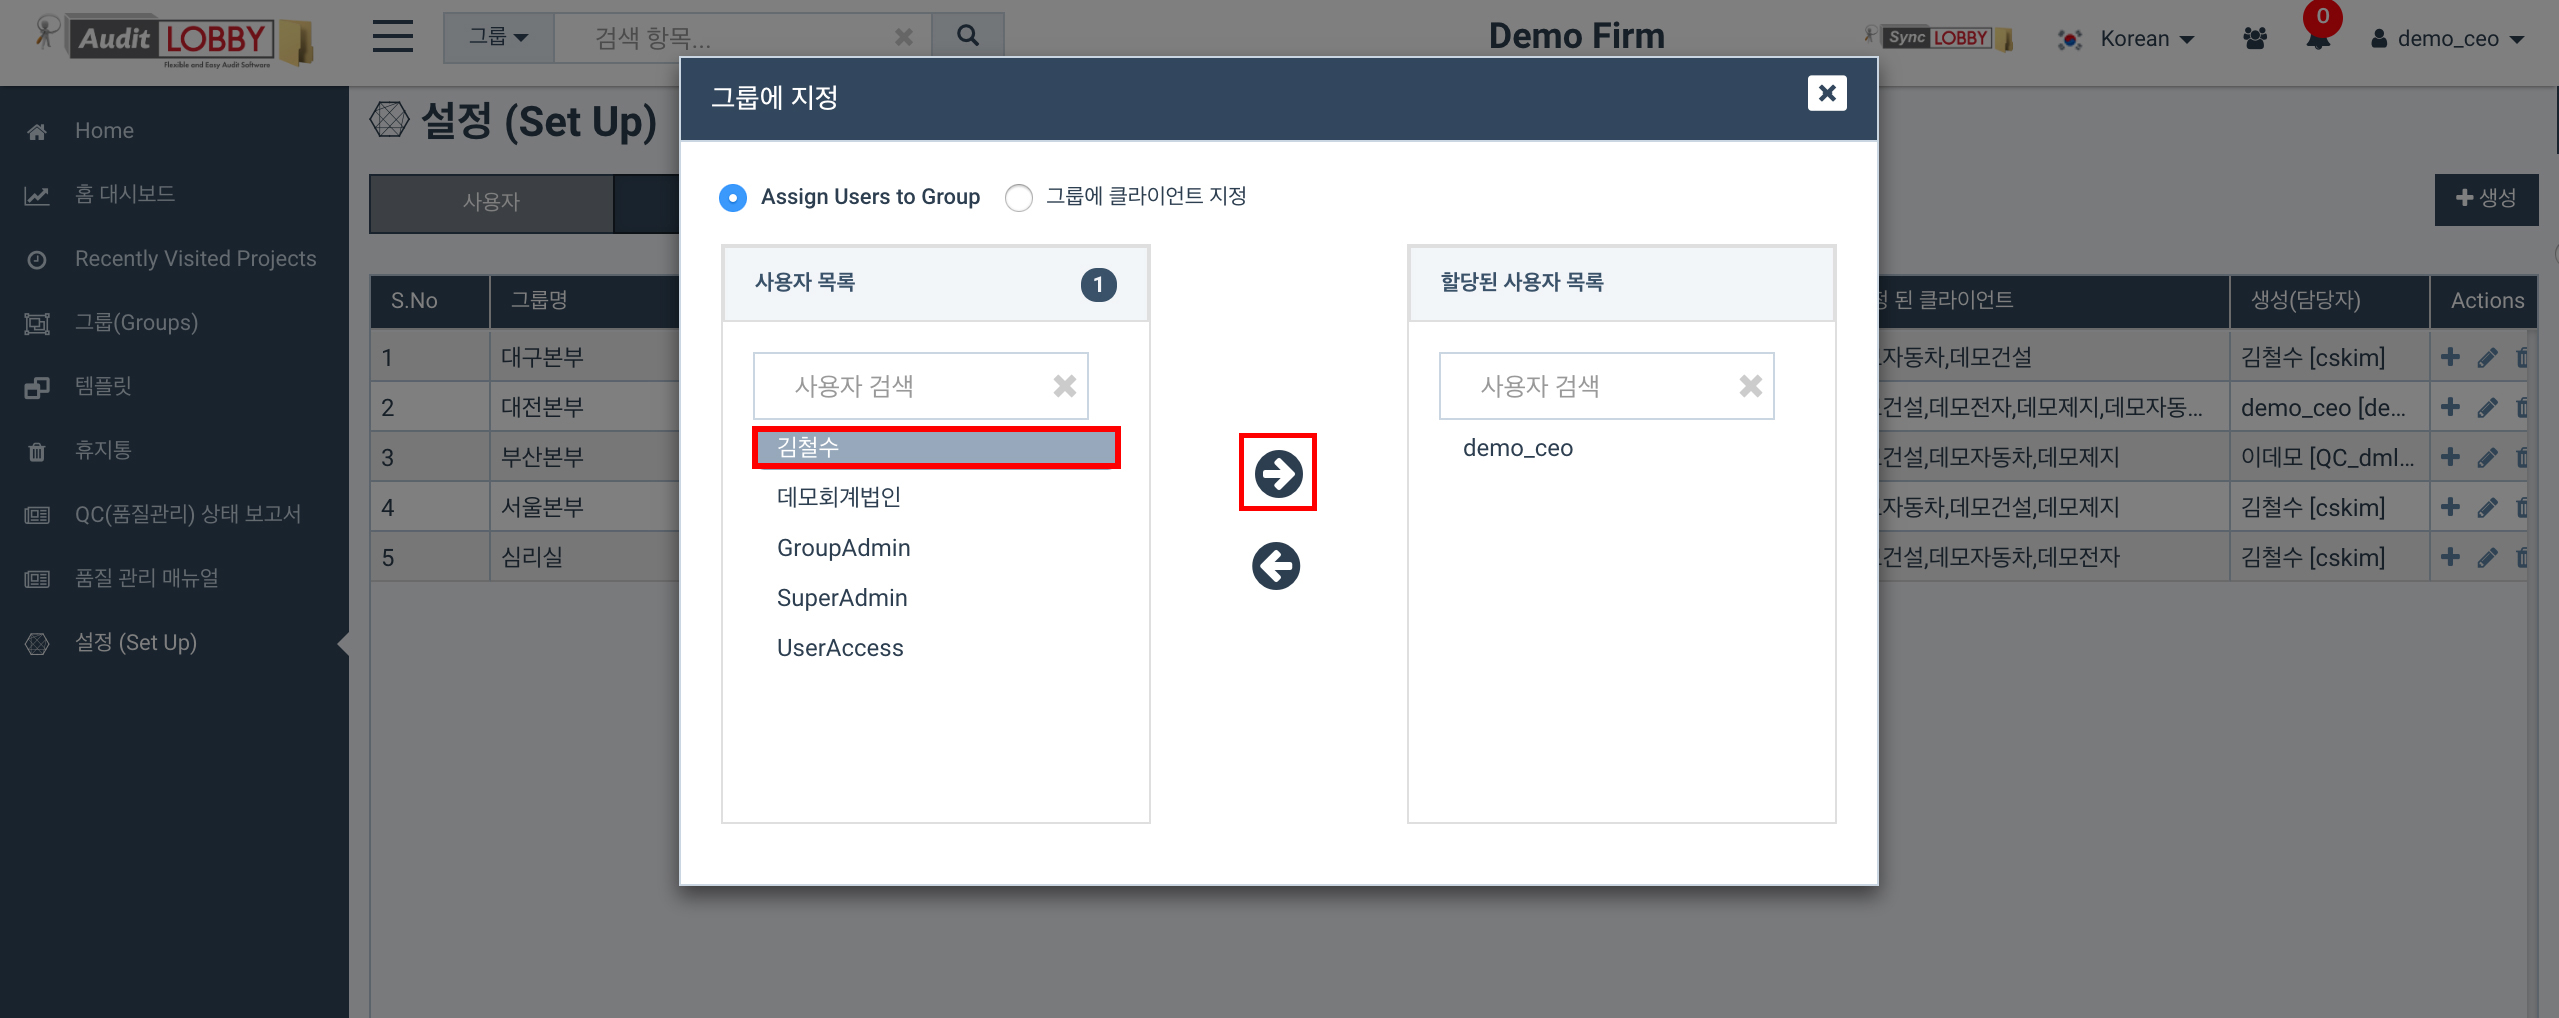 Audit LOBBY
Flexible and Easy Audit Software
그룹
검색 항목...
Demo Firm
Sync LOBBY
Korean
0
demo_ceo
Home
홈 대시보드
Recently Visited Projects
그룹(Groups)
템플릿
휴지통
QC(품질관리) 상태 보고서
품질 관리 매뉴얼
설정 (Set Up)
설정 (Set Up)
사용자
생성
S.No 그룹명 된 클라이언트 생성(담당자) Actions
1 대구본부 자동차,데모건설 김철수 [cskim]
2 대전본부 건설,데모전자,데모제지,데모자동... demo_ceo [de...
3 부산본부 건설,데모자동차,데모제지 이데모 [QC_dml...
4 서울본부 자동차,데모건설,데모제지 김철수 [cskim]
5 심리실 건설,데모자동차,데모전자 김철수 [cskim]
그룹에 지정
Assign Users to Group 그룹에 클라이언트 지정
사용자 목록 1
사용자 검색
김철수
데모회계법인
GroupAdmin
SuperAdmin
UserAccess
할당된 사용자 목록
사용자 검색
demo_ceo